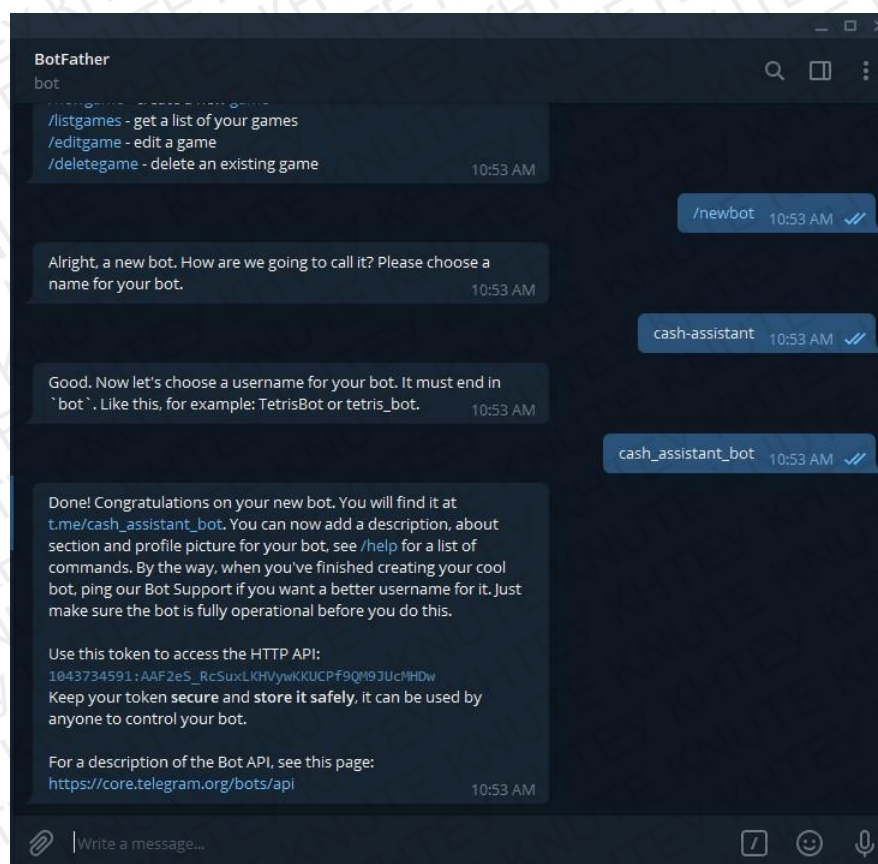 BotFather
bot
/listgames - get a list of your games
/editgame - edit a game
/deletegame - delete an existing game
10:53 AM
/newbot 10:53 AM
Alright, a new bot. How are we going to call it? Please choose a
name for your bot.
10:53 AM
cash-assistant 10:53 AM
Good. Now let's choose a username for your bot. It must end in
`bot`. Like this, for example: TetrisBot or tetris_bot.
10:53 AM
cash_assistant_bot 10:53 AM
Done! Congratulations on your new bot. You will find it at
t.me/cash_assistant_bot. You can now add a description, about
section and profile picture for your bot, see /help for a list of
commands. By the way, when you've finished creating your cool
bot, ping our Bot Support if you want a better username for it. Just
make sure the bot is fully operational before you do this.
Use this token to access the HTTP API:
1043734591:AAF2eS_RcSuxLKHVywKKUCPf9QM9JUcMHDw
Keep your token secure and store it safely, it can be used by
anyone to control your bot.
For a description of the Bot API, see this page:
https://core.telegram.org/bots/api
10:53 AM
Write a message...